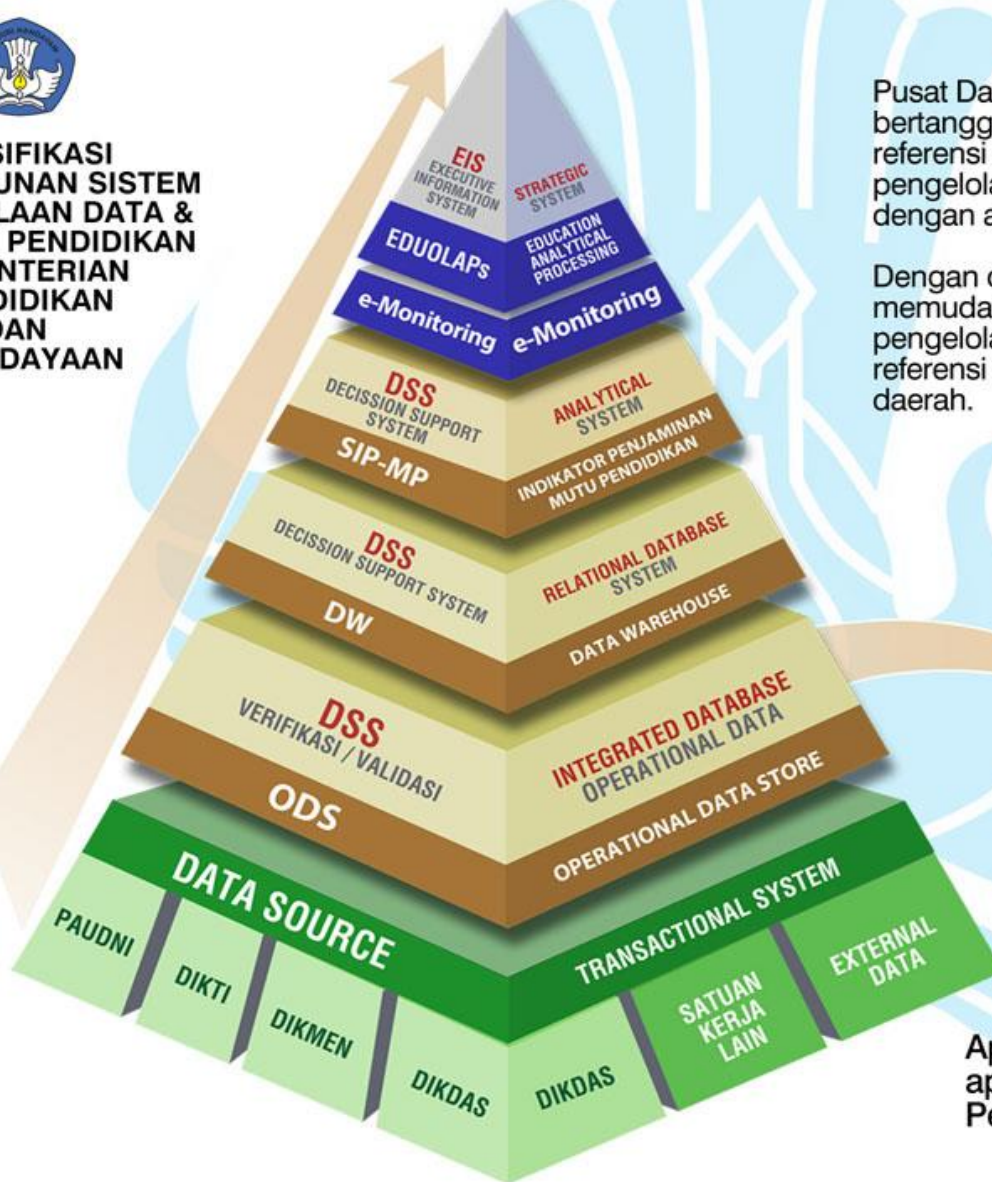 SIFIKASI
UNAN SISTEM
LAAN DATA &
PENDIDIKAN
NTERIAN
DIDIKAN
DAN
DAYAAN
EIS
EXECUTIVE
INFORMATION
SYSTEM
STRATEGIC
SYSTEM
EDUOLAPs
EDUCATION
ANALYTICAL
PROCESSING
e-Monitoring
e-Monitoring
DSS
DECISSION SUPPORT
SYSTEM
ANALYTICAL
SYSTEM
SIP-MP
INDIKATOR PENJAMINAN
MUTU PENDIDIKAN
DSS
DECISSION SUPPORT SYSTEM
RELATIONAL DATABASE
SYSTEM
DW
DATA WAREHOUSE
DSS
VERIFIKASI / VALIDASI
INTEGRATED DATABASE
OPERATIONAL DATA
ODS
OPERATIONAL DATA STORE
DATA SOURCE
TRANSACTIONAL SYSTEM
PAUDNI
DIKTI
DIKMEN
DIKDAS
DIKDAS
SATUAN
KERJA
LAIN
EXTERNAL
DATA
Pusat Da
bertangg
referensi
pengelola
dengan a
Dengan
memuda
pengelola
referensi
daerah.
Ap
ap
Pe